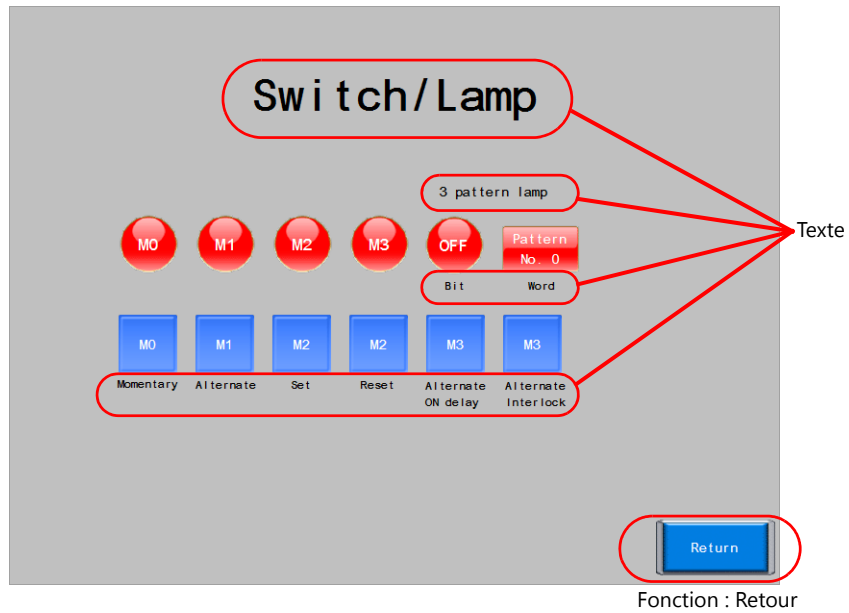 Switch/Lamp
3 pattern lamp
Texte
M0 M1 M2 M3 OFF Pattern No. 0
Bit Word
M0 M1 M2 M2 M3 M3
Momentary Alternate Set Reset Alternate ON delay Alternate Interlock
Return
Fonction : Retour